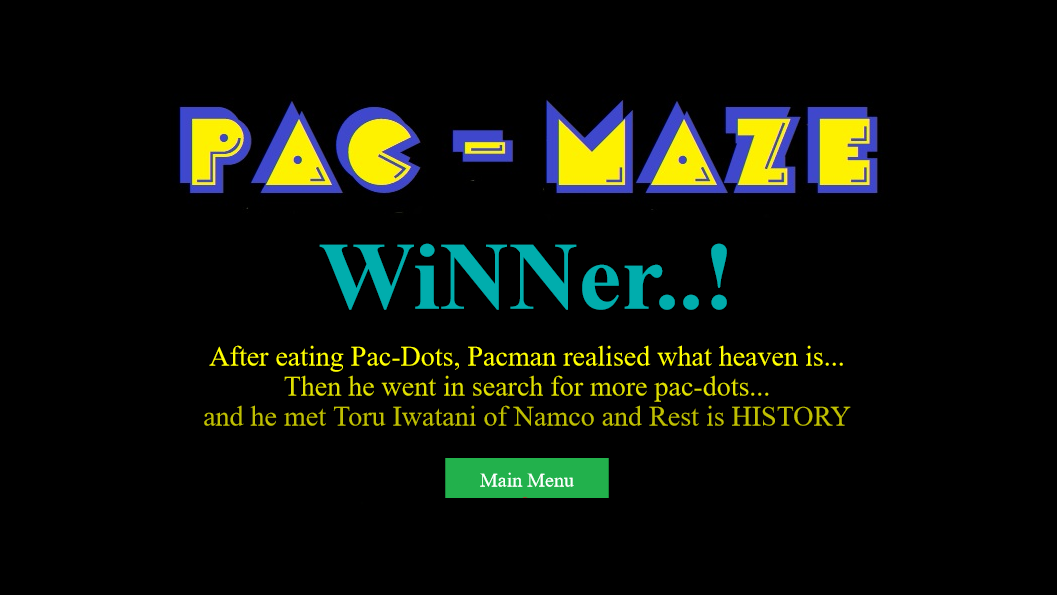 PAC - MAZE
WiNNer..!
After eating Pac-Dots, Pacman realised what heaven is...
Then he went in search for more pac-dots...
and he met Toru Iwatani of Namco and Rest is HISTORY
Main Menu